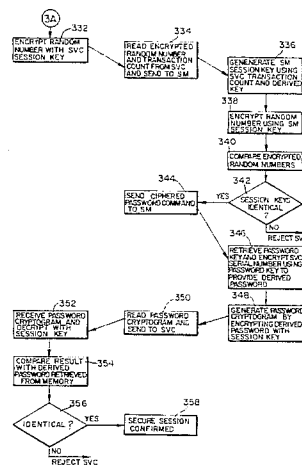 3A
332
ENCRYPT RANDOM
NUMBER WITH SVC
SESSION KEY
334
READ ENCRYPTED
RANDOM NUMBER
AND TRANSACTION
COUNT FROM SVC
AND SEND TO SM
336
GENENERATE SM
SESSION KEY USING
SVC TRANSACTION
COUNT AND DERIVED
KEY
338
ENCRYPT RANDOM
NUMBER USING SM
SESSION KEY
340
COMPARE ENCRYPTED
RANDOM NUMBERS
342
SESSION KEYS
IDENTICAL ?
YES
NO
REJECT SVC
344
SEND CIPHERED
PASSWORD COMMAND
TO SM
346
RETRIEVE PASSWORD
KEY AND ENCRYPT SVC
SERIAL NUMBER USING
PASSWORD KEY TO
PROVIDE DERIVED
PASSWORD
348
GENERATE PASSWORD
CRYPTOGRAM BY
ENCRYPTING DERIVED
PASSWORD WITH
SESSION KEY
350
READ PASSWORD
CRYPTOGRAM AND
SEND TO SVC
352
RECEIVE PASSWORD
CRYPTOGRAM AND
DECRYPT WITH
SESSION KEY
354
COMPARE RESULT
WITH DERIVED
PASSWORD RETRIEVED
FROM MEMORY
356
IDENTICAL ?
YES
NO
REJECT SVC
358
SECURE SESSION
CONFIRMED